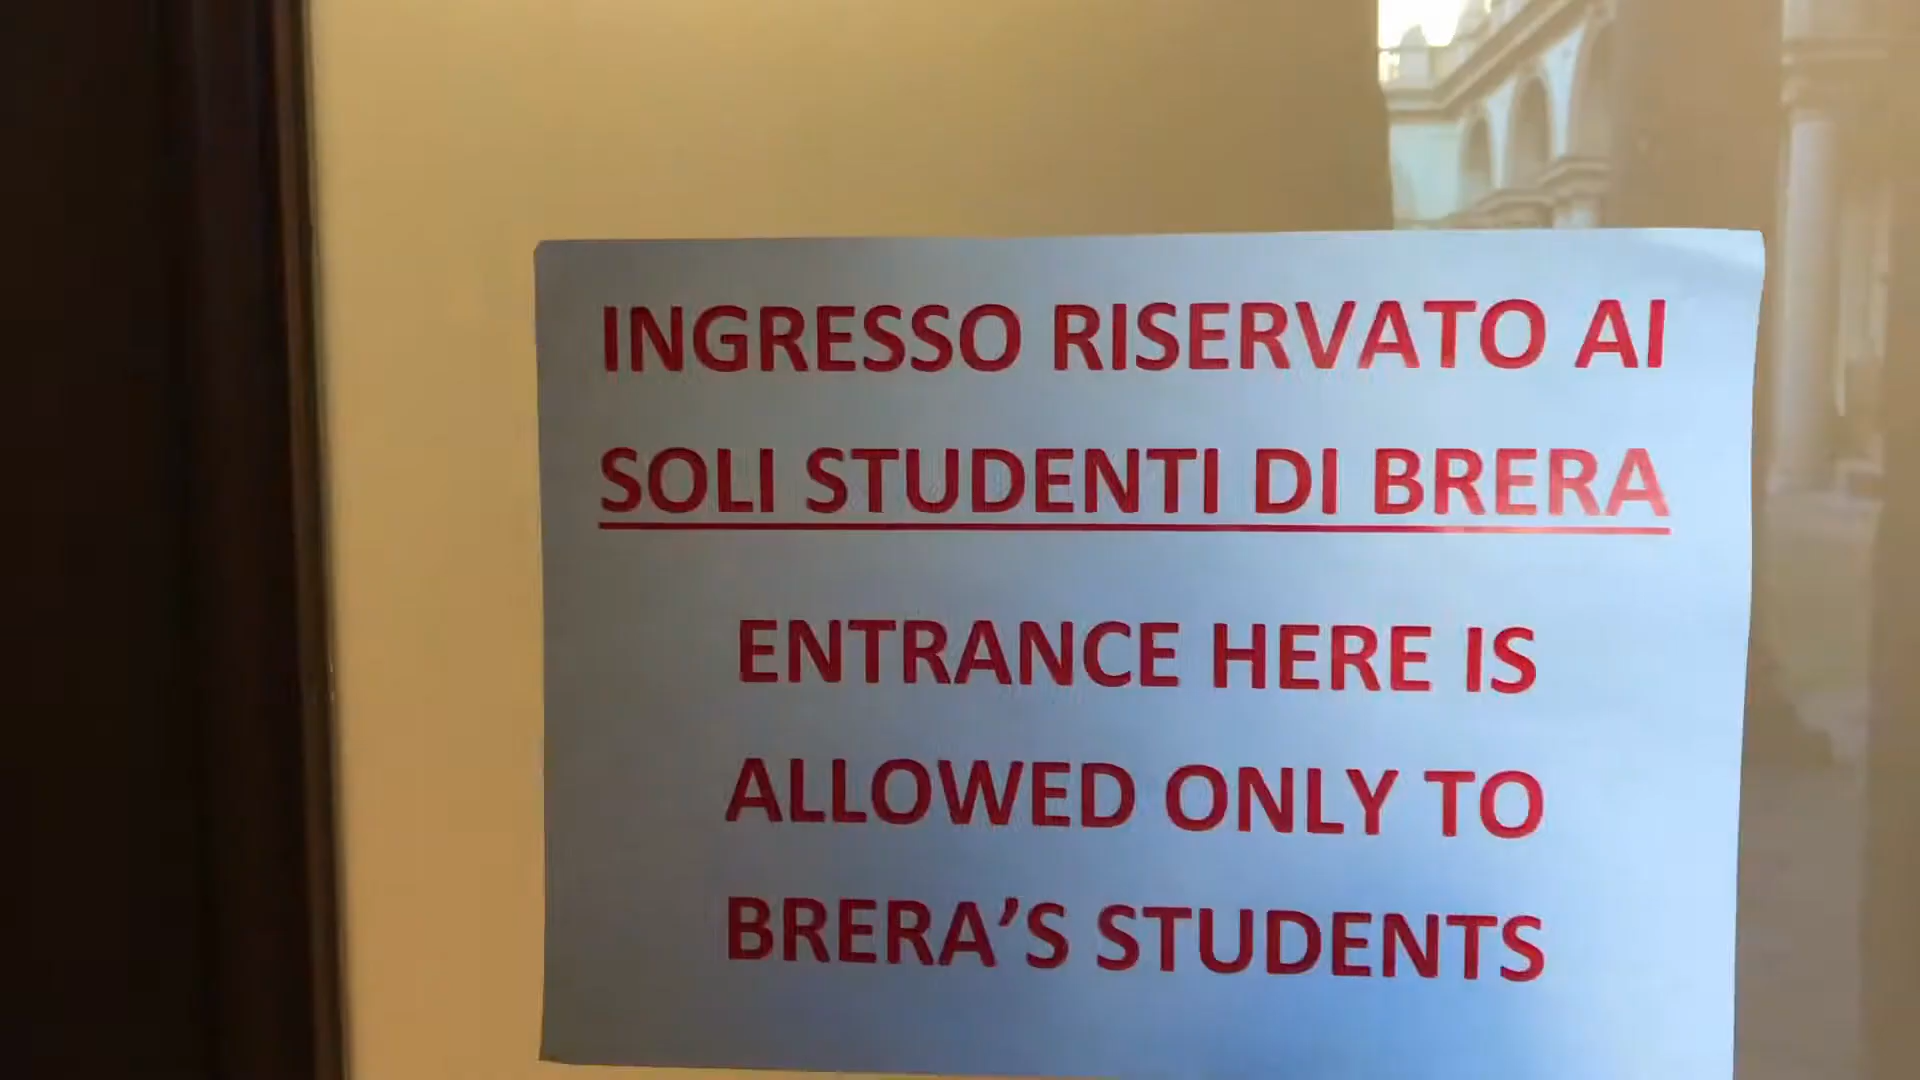 INGRESSO RISERVATO AI
SOLI STUDENTI DI BRERA
ENTRANCE HERE IS
ALLOWED ONLY TO
BRERA’S STUDENTS